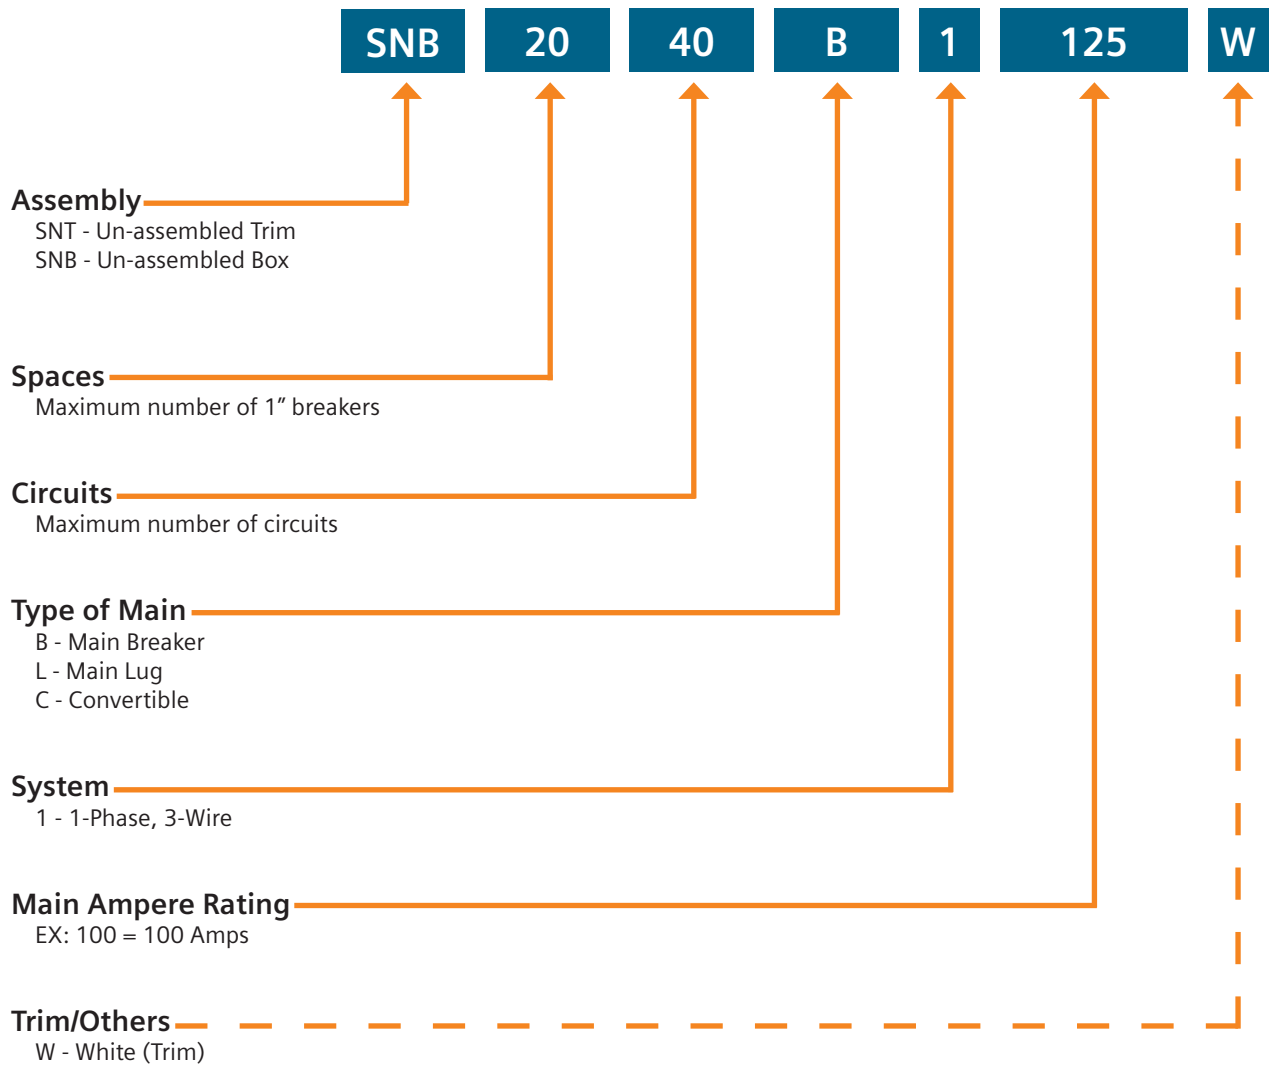 SNB 20 40 B 1 125 W
Assembly
SNT - Un-assembled Trim
SNB - Un-assembled Box
Spaces
Maximum number of 1” breakers
Circuits
Maximum number of circuits
Type of Main
B - Main Breaker
L - Main Lug
C - Convertible
System
1 - 1-Phase, 3-Wire
Main Ampere Rating
EX: 100 = 100 Amps
Trim/Others
W - White (Trim)